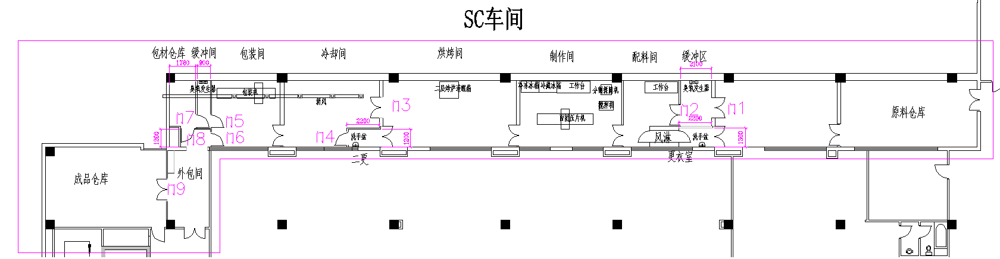 SC车间
包材仓库 缓冲间 包装间 冷却间 烘烤间 制作间 配料间 缓冲区
1780 900 2100
臭氧发生器 包装机 二层烤炉连醒箱 冷冻冰箱 冷藏冰箱 工作台 工作台 臭氧发生器
新风 搅拌机
门7 门5 门3 面团压片机 门2 门1 原料仓库
2200 2200
1200 门8 门6 门4 洗手盆 1200 风淋 洗手盆 1300
二更 更衣室
成品仓库 外包间
门9